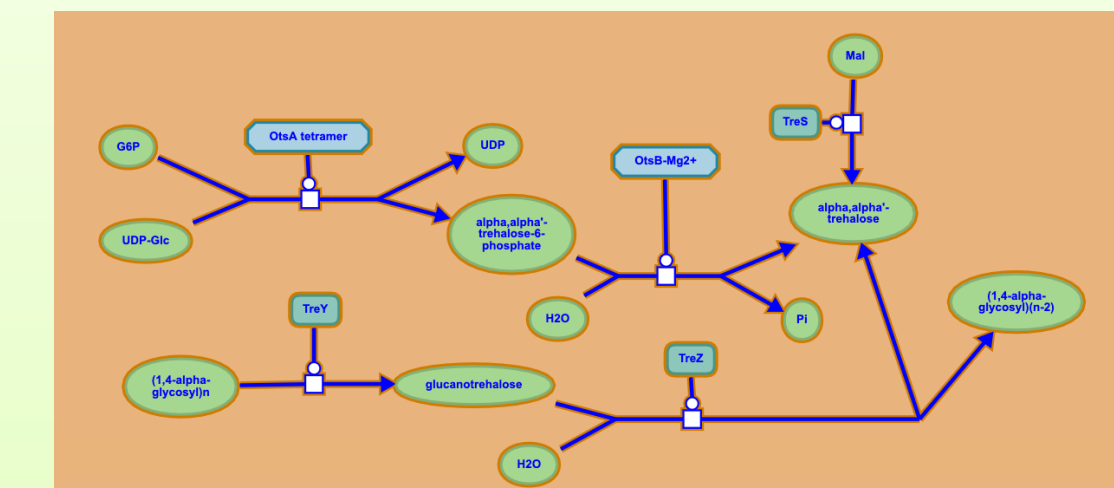 Mal
TreS
OtsA tetramer
G6P
UDP
OtsB-Mg2+
alpha,alpha'-
trehalose
UDP-Glc
alpha,alpha'-
trehalose-6-
phosphate
(1,4-alpha-
glycosyl)(n-2)
TreY
H2O
Pi
TreZ
(1,4-alpha-
glycosyl)n
glucanotrehalose
H2O